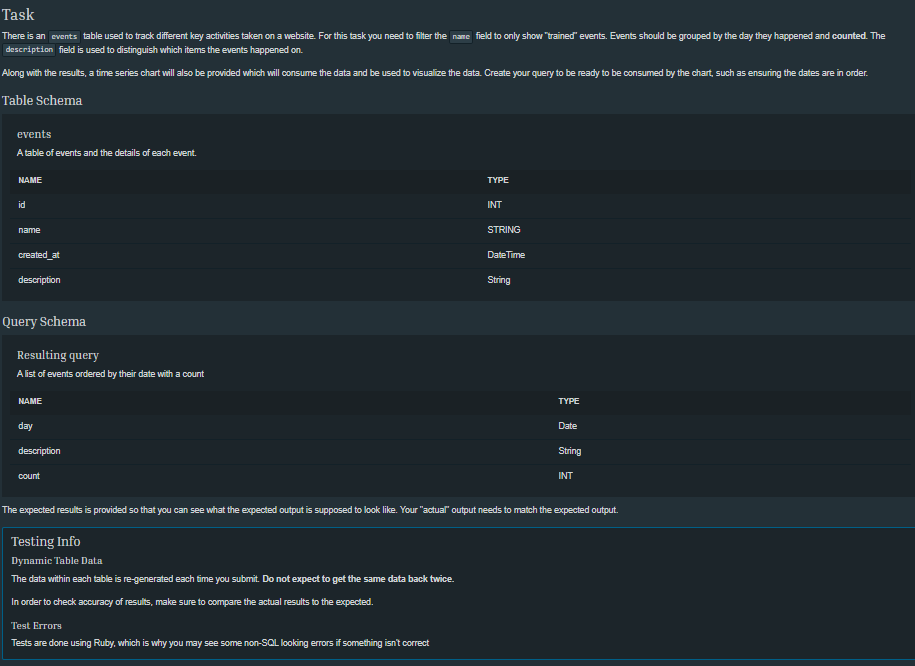 Task
There is an events table used to track different key activities taken on a website. For this task you need to filter the name field to only show "trained" events. Events should be grouped by the day they happened and counted. The
description field is used to distinguish which items the events happened on.
Along with the results, a time series chart will also be provided which will consume the data and be used to visualize the data. Create your query to be ready to be consumed by the chart, such as ensuring the dates are in order.
Table Schema
events
A table of events and the details of each event.
NAME TYPE
id INT
name STRING
created_at DateTime
description String
Query Schema
Resulting query
A list of events ordered by their date with a count
NAME TYPE
day Date
description String
count INT
The expected results is provided so that you can see what the expected output is supposed to look like. Your "actual" output needs to match the expected output.
Testing Info
Dynamic Table Data
The data within each table is re-generated each time you submit. Do not expect to get the same data back twice.
In order to check accuracy of results, make sure to compare the actual results to the expected.
Test Errors
Tests are done using Ruby, which is why you may see some non-SQL looking errors if something isn't correct